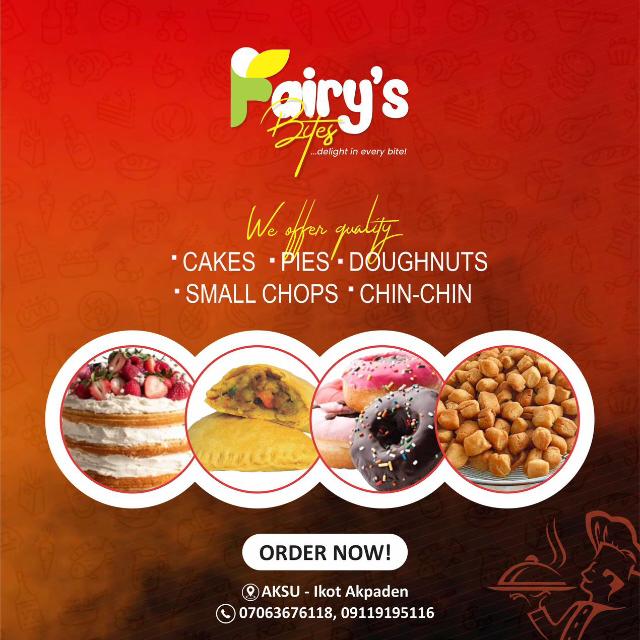 Fairy's
Bites
...delight in every bite!
We offer quality
▪ CAKES ▪ PIES ▪ DOUGHNUTS
▪ SMALL CHOPS ▪ CHIN-CHIN
ORDER NOW!
AKSU - Ikot Akpaden
07063676118, 09119195116